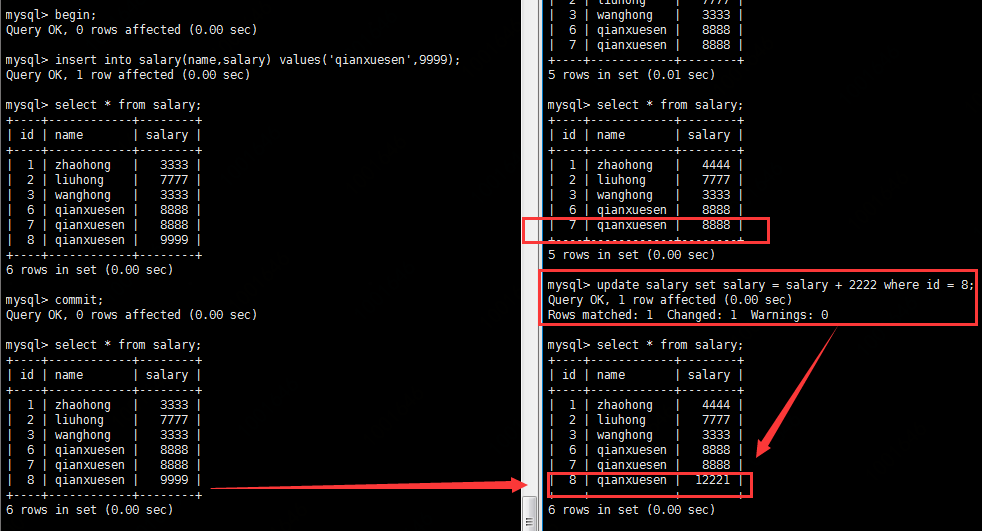 mysql> begin;
Query OK, 0 rows affected (0.00 sec)
mysql> insert into salary(name,salary) values('qianxuesen',9999);
Query OK, 1 row affected (0.00 sec)
mysql> select * from salary;
+----+------------+--------+
| id | name       | salary |
+----+------------+--------+
|  1 | zhaohong   |   3333 |
|  2 | liuhong    |   7777 |
|  3 | wanghong   |   3333 |
|  6 | qianxuesen |   8888 |
|  7 | qianxuesen |   8888 |
|  8 | qianxuesen |   9999 |
+----+------------+--------+
6 rows in set (0.00 sec)
mysql> commit;
Query OK, 0 rows affected (0.00 sec)
mysql> select * from salary;
+----+------------+--------+
| id | name       | salary |
+----+------------+--------+
|  1 | zhaohong   |   3333 |
|  2 | liuhong    |   7777 |
|  3 | wanghong   |   3333 |
|  6 | qianxuesen |   8888 |
|  7 | qianxuesen |   8888 |
|  8 | qianxuesen |   9999 |
+----+------------+--------+
6 rows in set (0.00 sec)
|  2 | liuhong    |   7777 |
|  3 | wanghong   |   3333 |
|  6 | qianxuesen |   8888 |
|  7 | qianxuesen |   8888 |
+----+------------+--------+
5 rows in set (0.01 sec)
mysql> select * from salary;
+----+------------+--------+
| id | name       | salary |
+----+------------+--------+
|  1 | zhaohong   |   4444 |
|  2 | liuhong    |   7777 |
|  3 | wanghong   |   3333 |
|  6 | qianxuesen |   8888 |
|  7 | qianxuesen |   8888 |
+----+------------+--------+
5 rows in set (0.00 sec)
mysql> update salary set salary = salary + 2222 where id = 8;
Query OK, 1 row affected (0.00 sec)
Rows matched: 1  Changed: 1  Warnings: 0
mysql> select * from salary;
+----+------------+--------+
| id | name       | salary |
+----+------------+--------+
|  1 | zhaohong   |   4444 |
|  2 | liuhong    |   7777 |
|  3 | wanghong   |   3333 |
|  6 | qianxuesen |   8888 |
|  7 | qianxuesen |   8888 |
|  8 | qianxuesen |  12221 |
+----+------------+--------+
6 rows in set (0.00 sec)